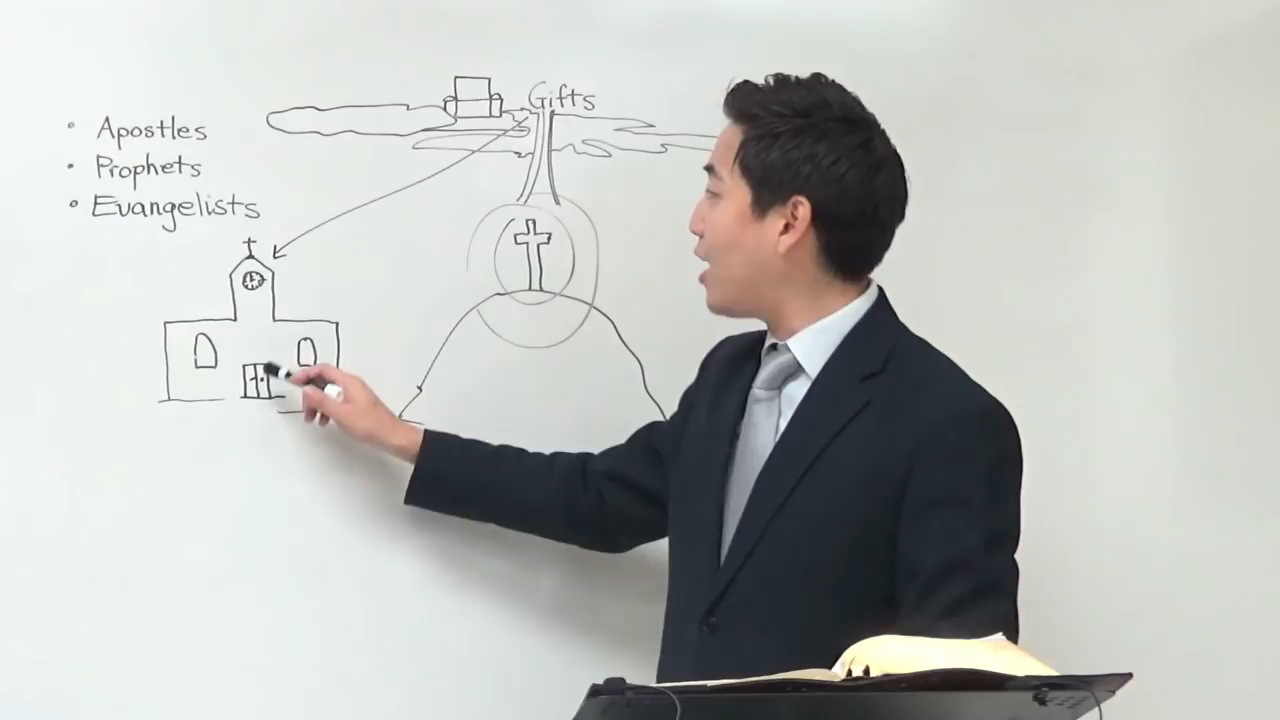 Gifts
• Apostles
• Prophets
• Evangelists